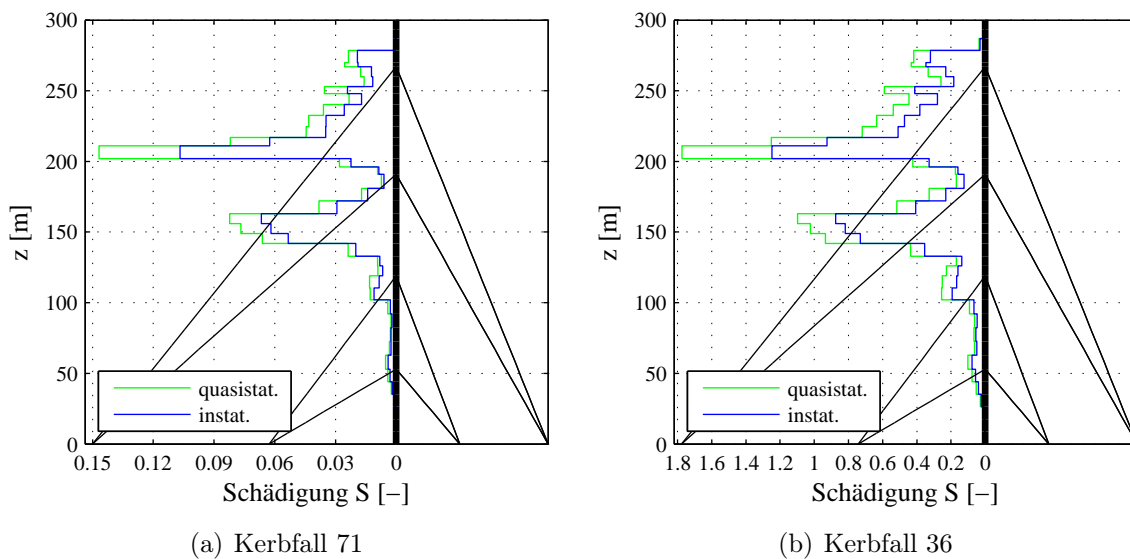 300
250
200
150
100
50
0
z [m]
quasistat.
instat.
0.15 0.12 0.09 0.06 0.03 0
Schädigung S [−]
(a) Kerbfall 71
300
250
200
150
100
50
0
z [m]
quasistat.
instat.
1.8 1.6 1.4 1.2 1 0.8 0.6 0.4 0.2 0
Schädigung S [−]
(b) Kerbfall 36